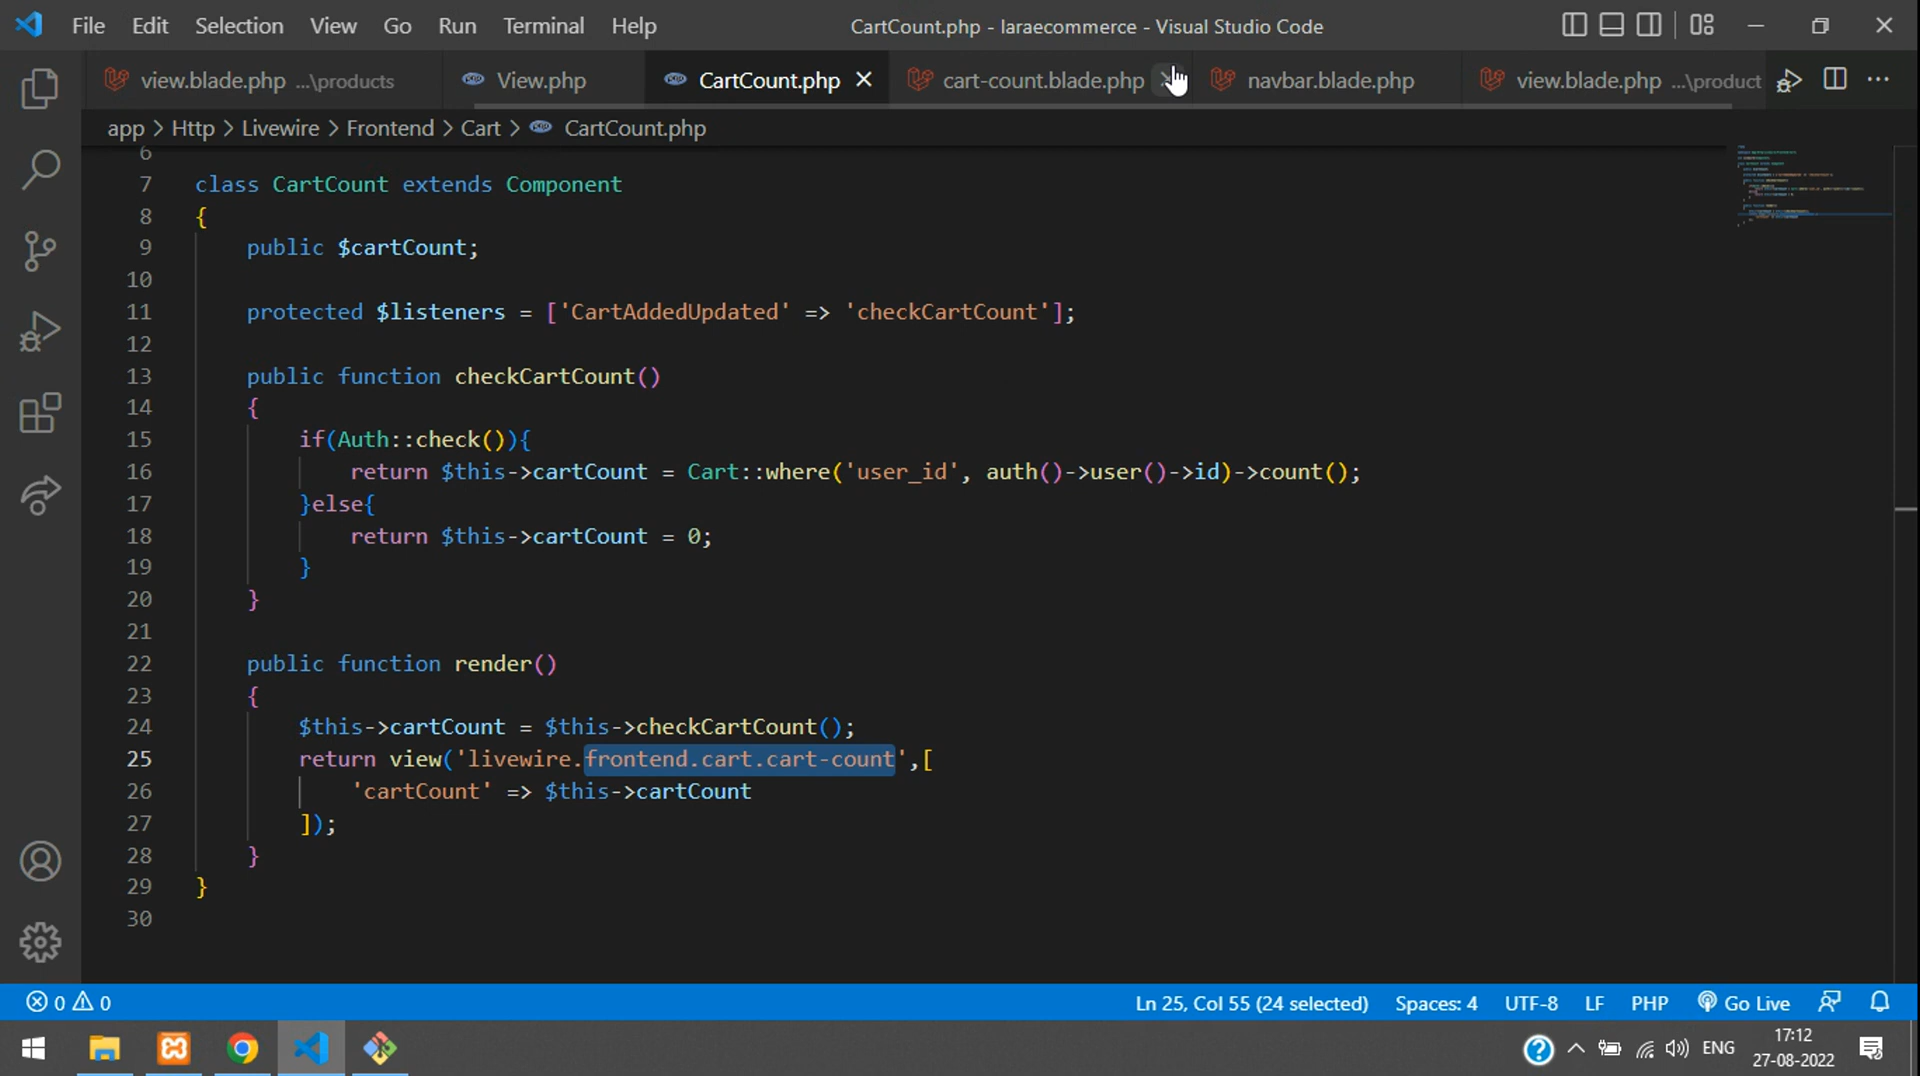 File Edit Selection View Go Run Terminal Help CartCount.php - laraecommerce - Visual Studio Code
view.blade.php ...\products View.php CartCount.php cart-count.blade.php navbar.blade.php view.blade.php ...\product
app > Http > Livewire > Frontend > Cart > CartCount.php
6
7 class CartCount extends Component
8 {
9 public $cartCount;
10
11 protected $listeners = ['CartAddedUpdated' => 'checkCartCount'];
12
13 public function checkCartCount()
14 {
15 if(Auth::check()){
16 return $this->cartCount = Cart::where('user_id', auth()->user()->id)->count();
17 }else{
18 return $this->cartCount = 0;
19 }
20 }
21
22 public function render()
23 {
24 $this->cartCount = $this->checkCartCount();
25 return view('livewire.frontend.cart.cart-count',[
26 'cartCount' => $this->cartCount
27 ]);
28 }
29 }
30
0 0 Ln 25, Col 55 (24 selected) Spaces: 4 UTF-8 LF PHP Go Live
ENG 17:12
27-08-2022